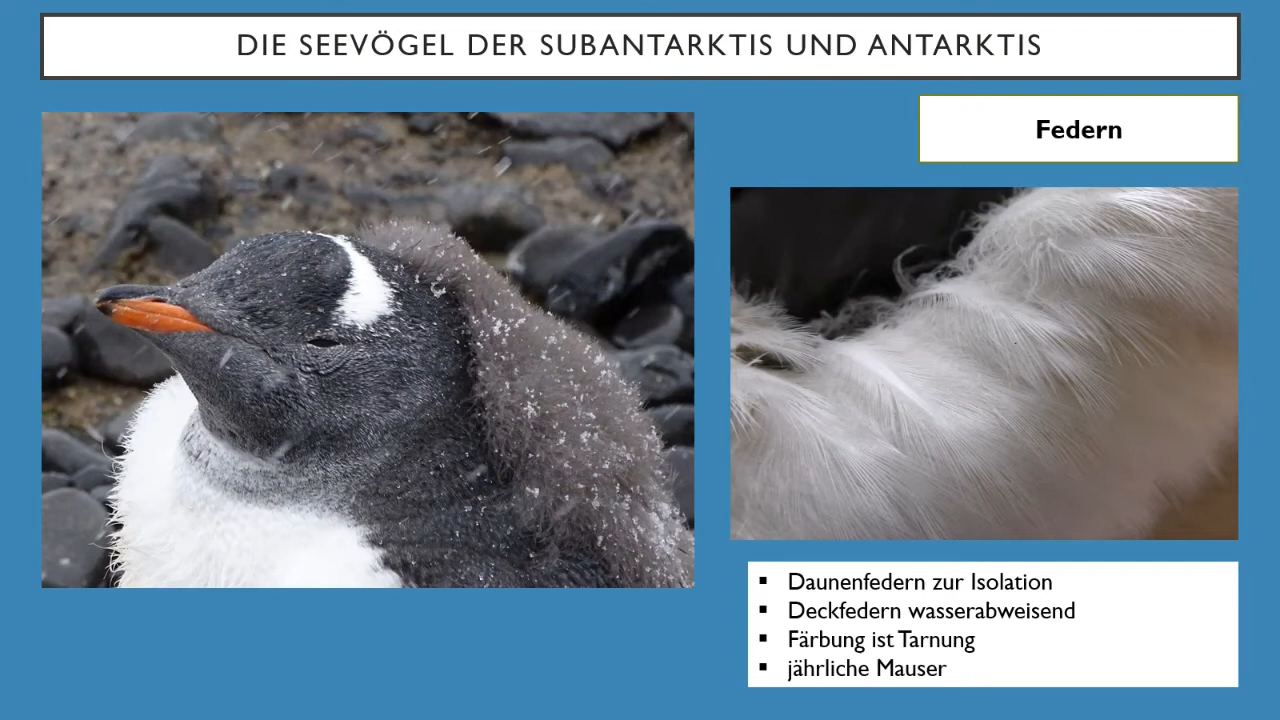 DIE SEEVÖGEL DER SUBANTARKTIS UND ANTARKTIS
Federn
▪ Daunenfedern zur Isolation
▪ Deckfedern wasserabweisend
▪ Färbung ist Tarnung
▪ jährliche Mauser